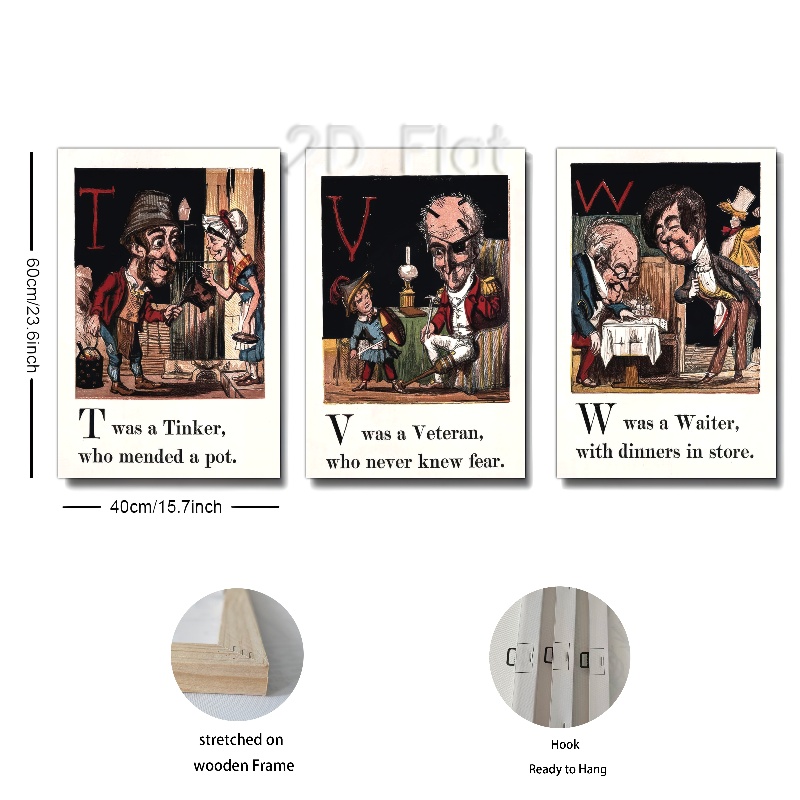 2D Flat
T
V
W
60cm/23.6inch
T was a Tinker,
who mended a pot.
V was a Veteran,
who never knew fear.
W was a Waiter,
with dinners in store.
40cm/15.7inch
stretched on
wooden Frame
Hook
Ready to Hang